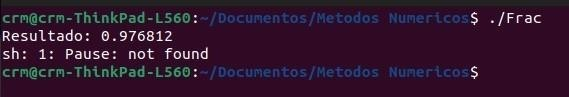 crm@crm-ThinkPad-L560:~/Documentos/Metodos Numericos$ ./Frac
Resultado: 0.976812
sh: 1: Pause: not found
crm@crm-ThinkPad-L560:~/Documentos/Metodos Numericos$